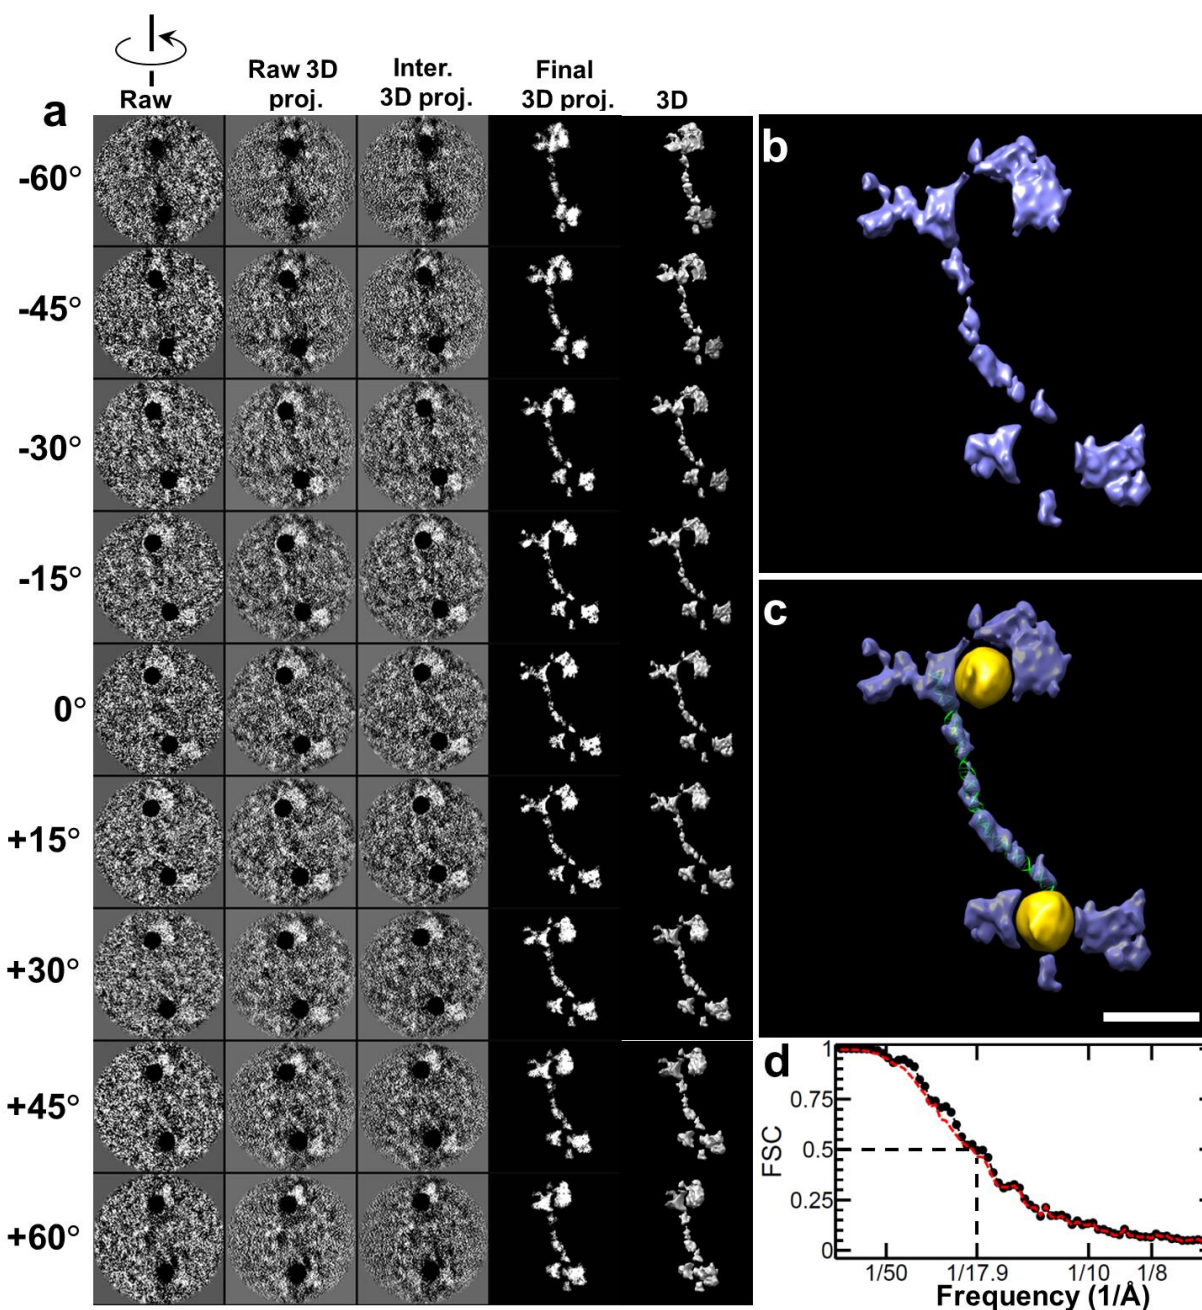 Raw
Raw 3D
proj.
Inter.
3D proj.
Final
3D proj.
3D
a
-60°
-45°
-30°
-15°
0°
+15°
+30°
+45°
+60°
b
c
d
1
0.75
0.5
0.25
0
FSC
1/50
1/17.9
1/10
1/8
Frequency (1/Å)